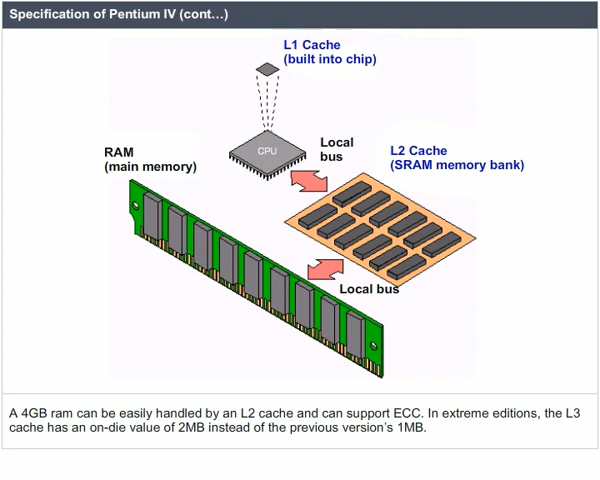 Specification of Pentium IV (cont…)
L1 Cache
(built into chip)
CPU
Local
bus
L2 Cache
(SRAM memory bank)
RAM
(main memory)
Local bus
A 4GB ram can be easily handled by an L2 cache and can support ECC. In extreme editions, the L3
cache has an on-die value of 2MB instead of the previous version's 1MB.